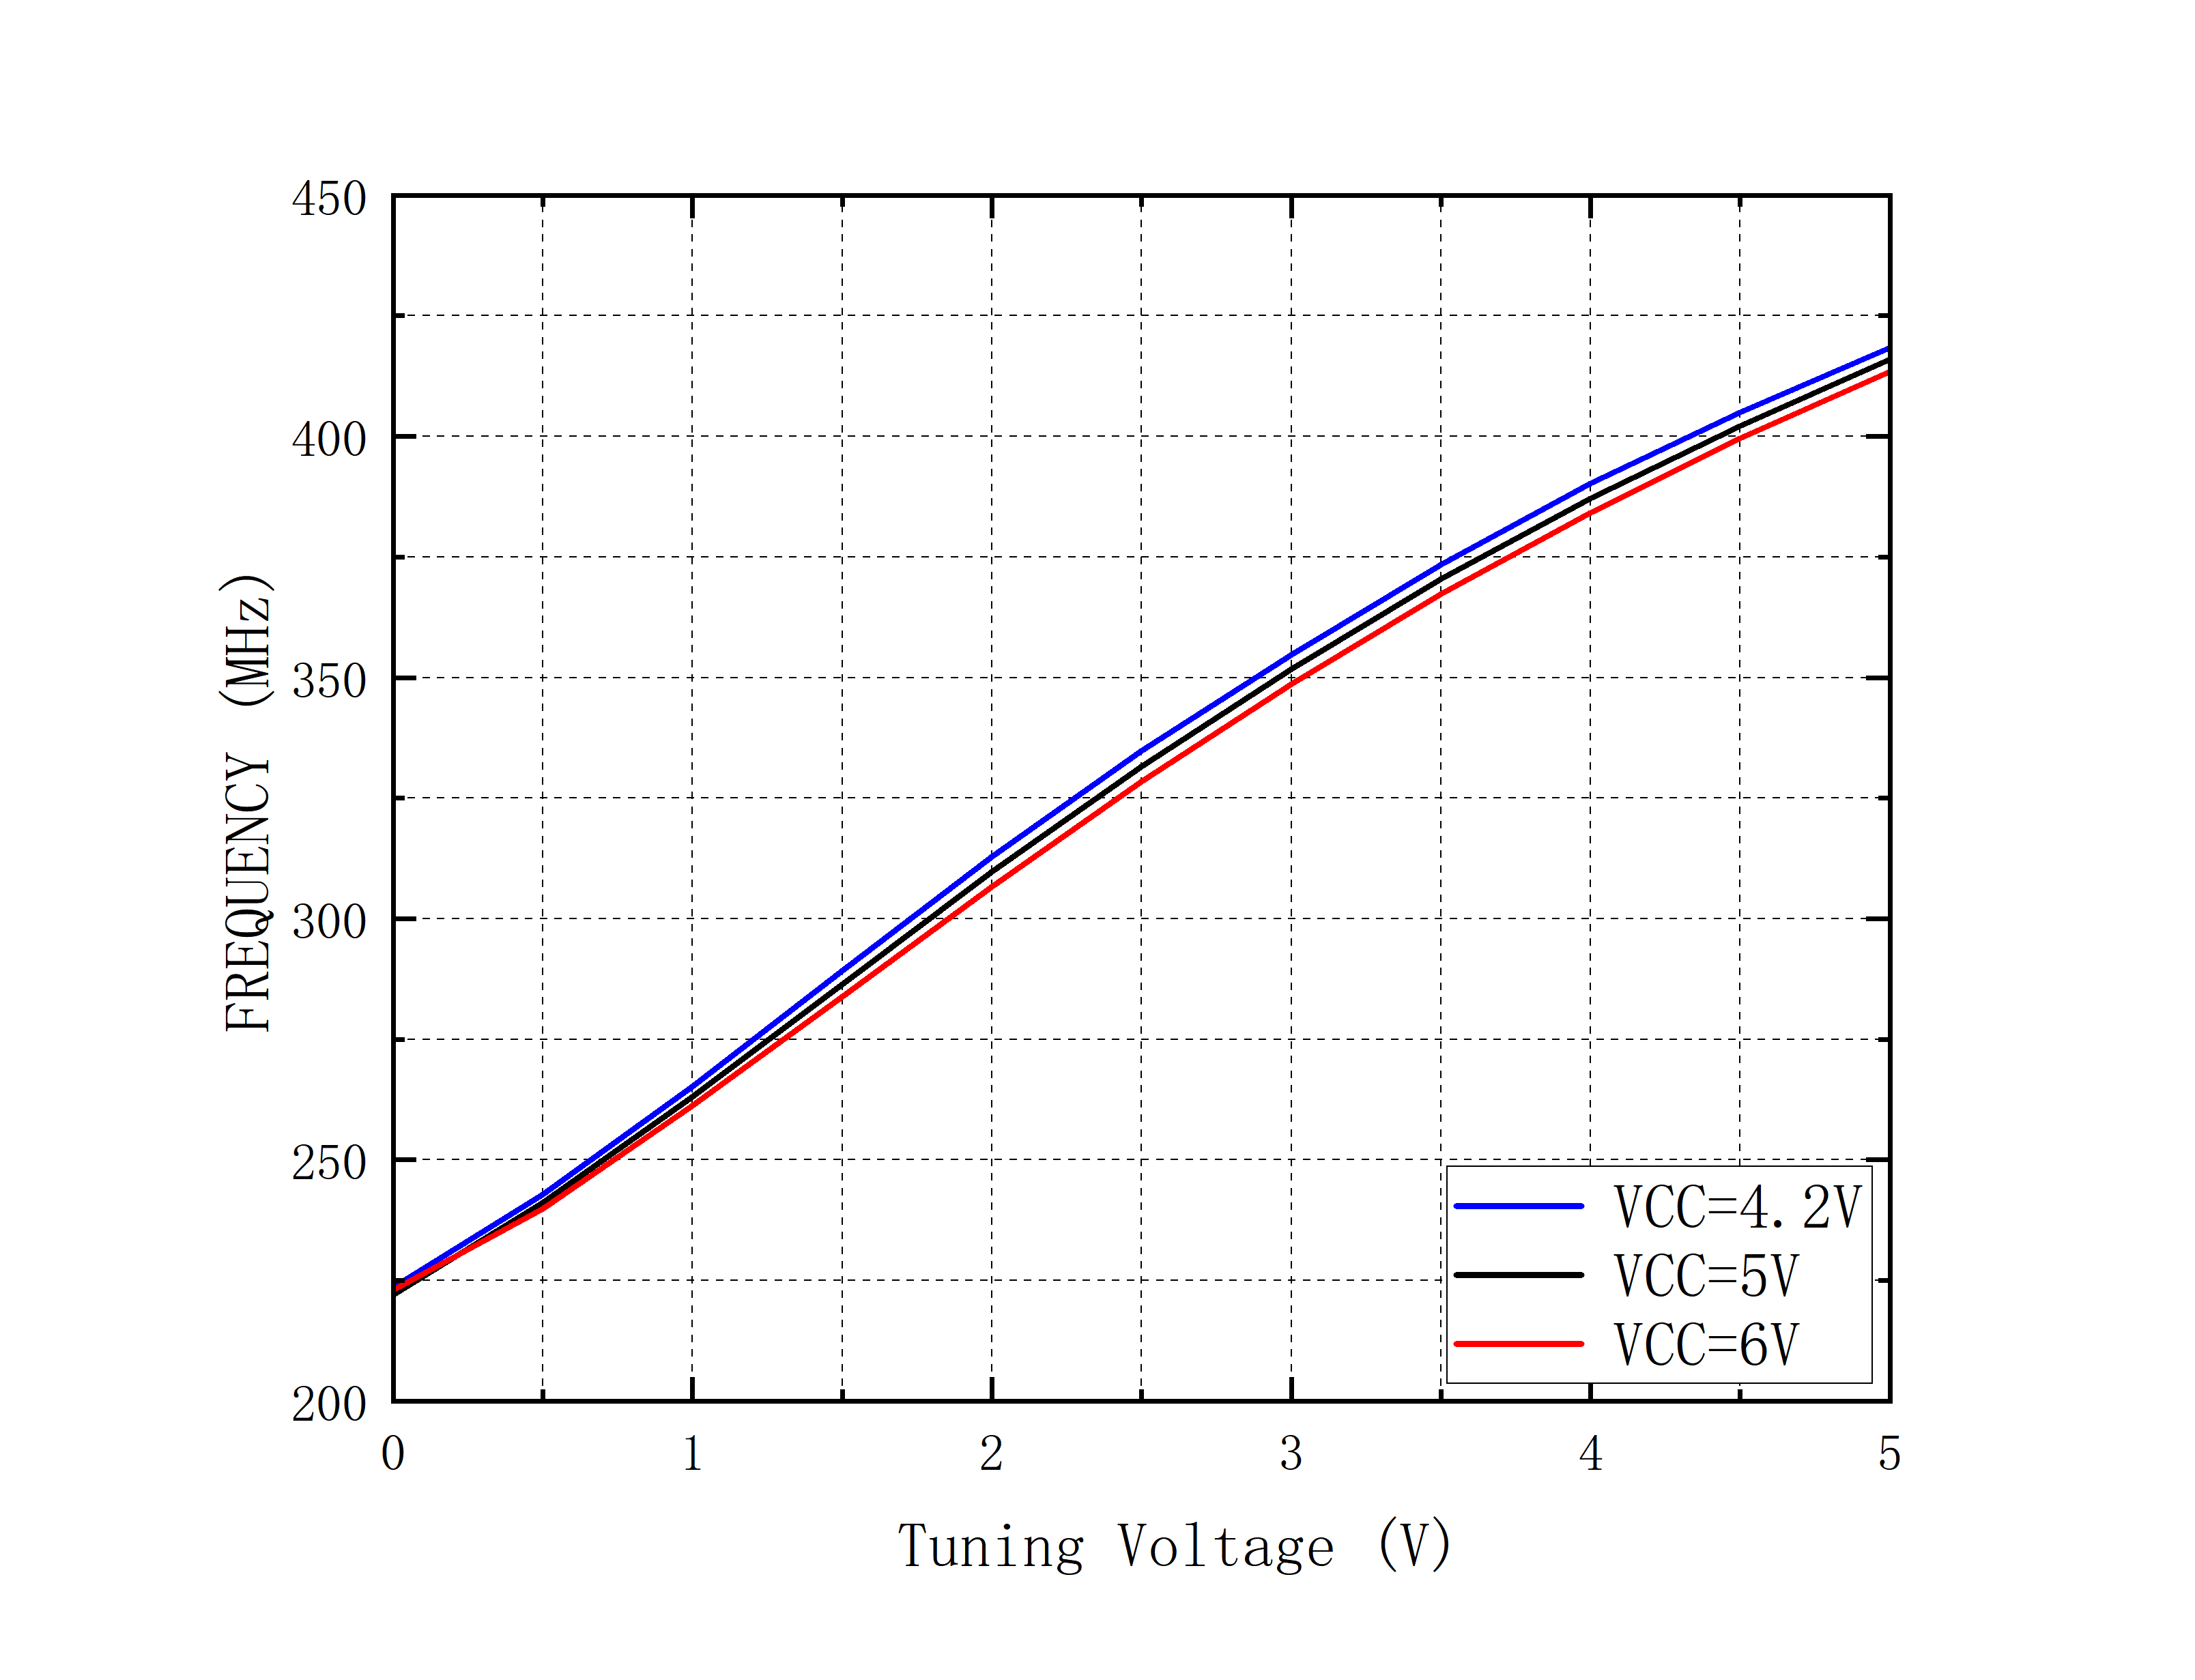 450
400
350
300
250
200
FREQUENCY (MHz)
0 1 2 3 4 5
Tuning Voltage (V)
VCC=4.2V
VCC=5V
VCC=6V